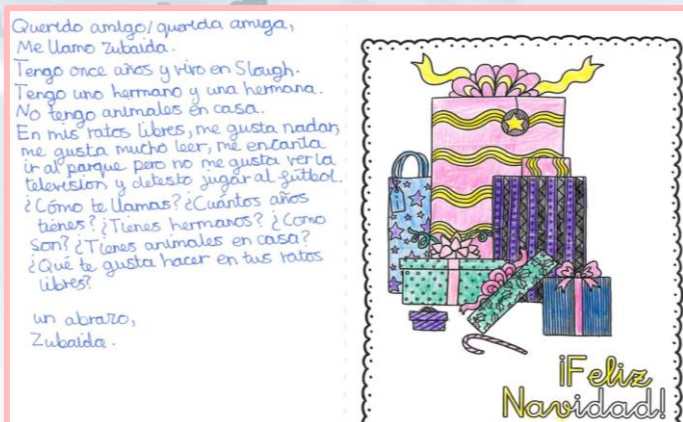 Querido amigo/querida amiga,
Me llamo Zubaida.
Tengo once años y vivo en Slough.
Tengo uno hermano y una hermana.
No tengo animales en casa.
En mis ratos libres, me gusta nadar,
me gusta mucho leer, me encanta
ir al parque pero no me gusta ver la
television y detesto jugar al fútbol.
¿Cómo te llamas? ¿Cuántos años
tienes? ¿Tienes hermanos? ¿Como
son? ¿Tienes animales en casa?
¿Qué te gusta hacer en tus ratos
libres?
un abrazo,
Zubaida.
¡Feliz
Navidad!